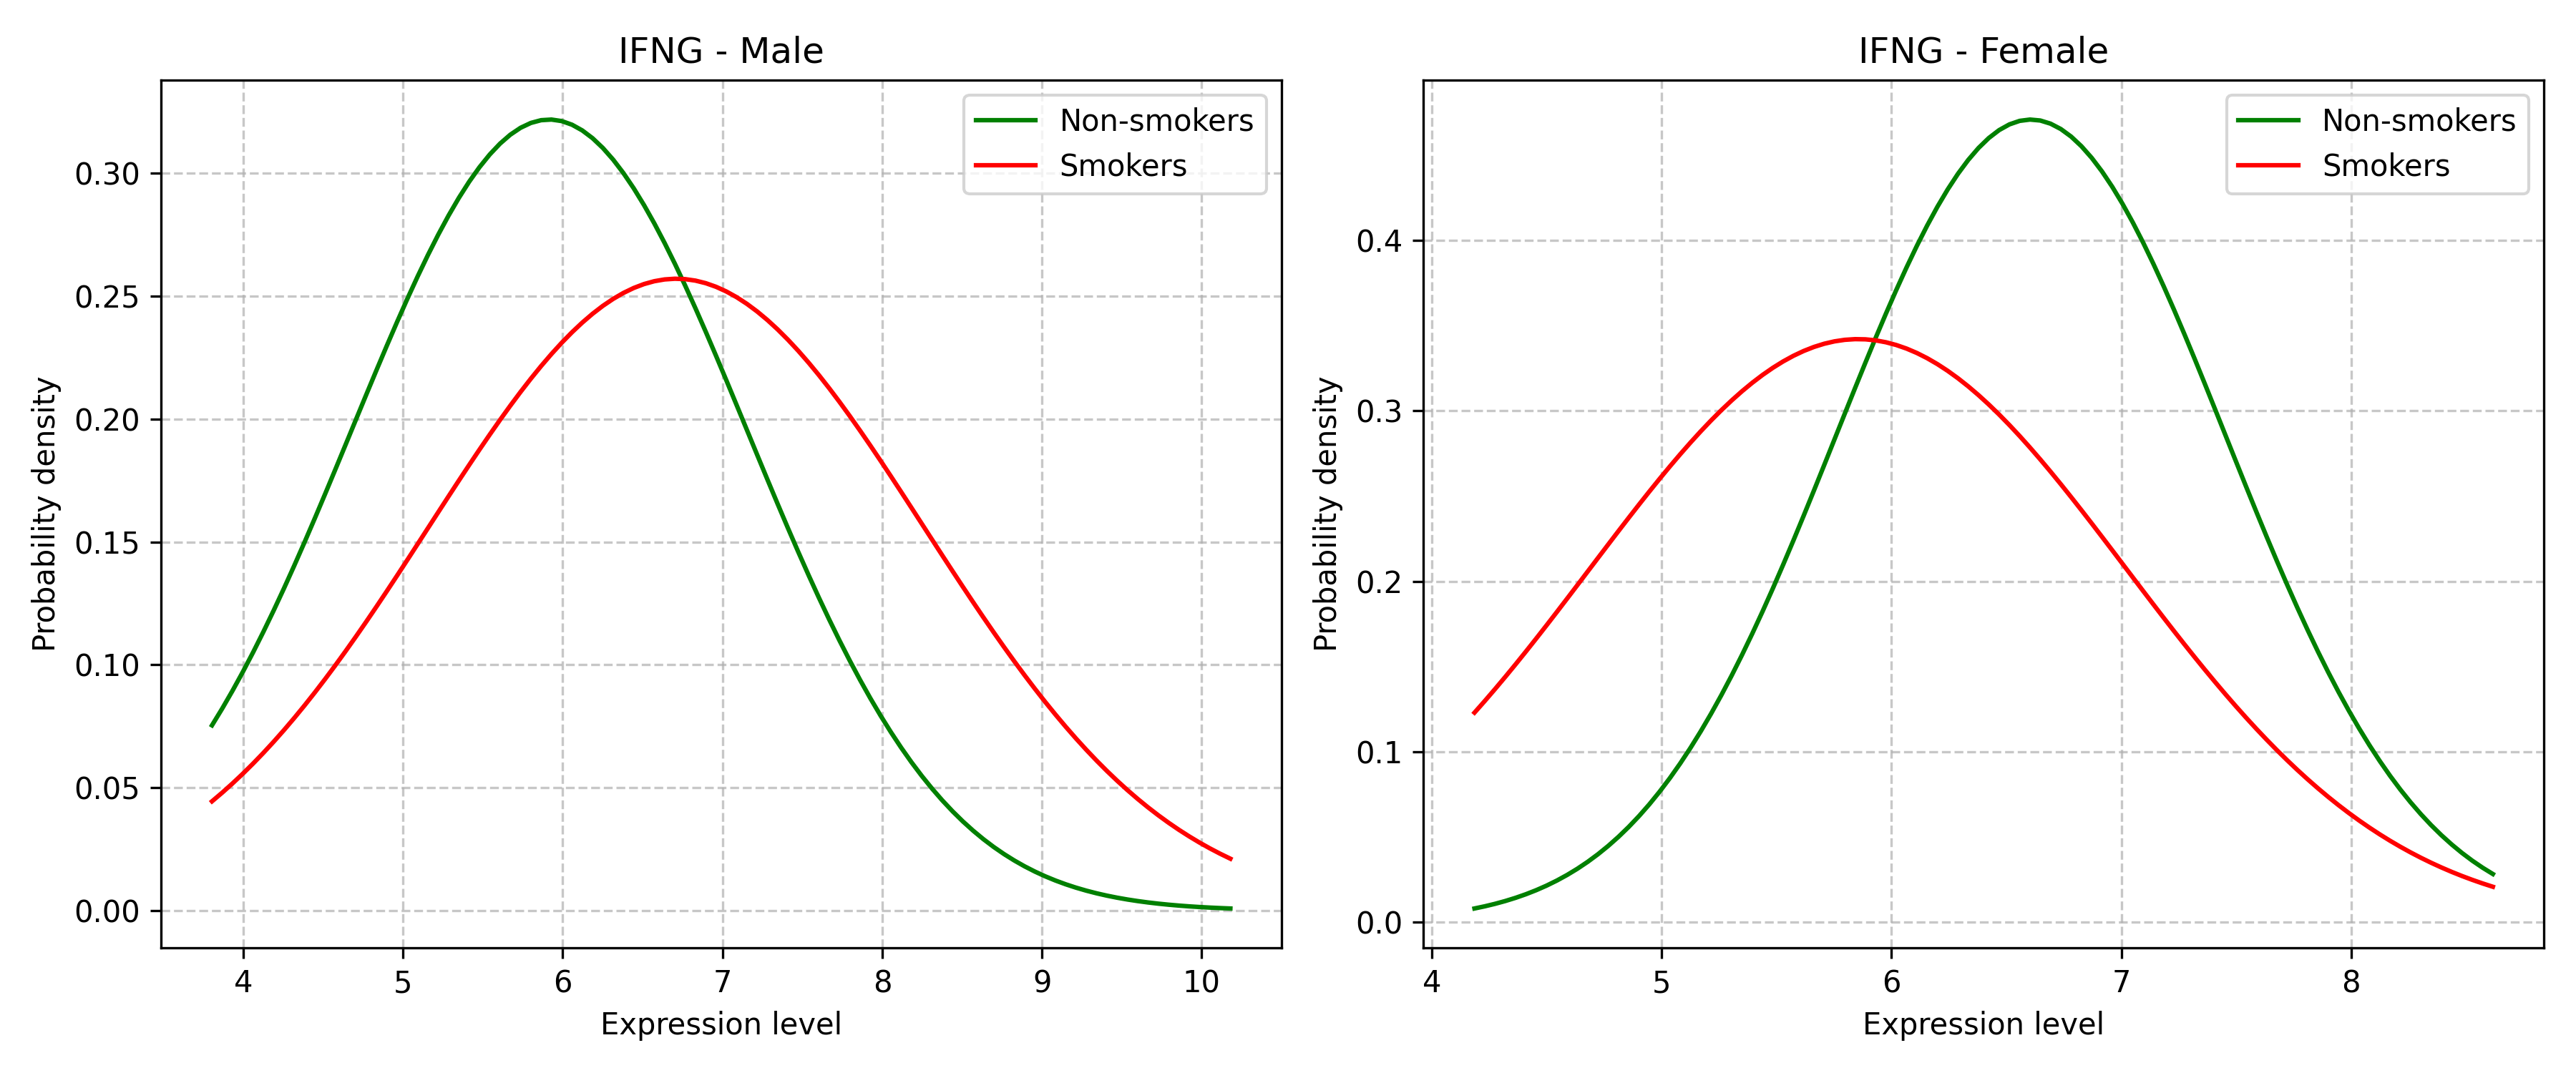 IFNG - Male
Non-smokers
Smokers
Probability density
0.30
0.25
0.20
0.15
0.10
0.05
0.00
4 5 6 7 8 9 10
Expression level
IFNG - Female
Non-smokers
Smokers
Probability density
0.4
0.3
0.2
0.1
0.0
4 5 6 7 8
Expression level